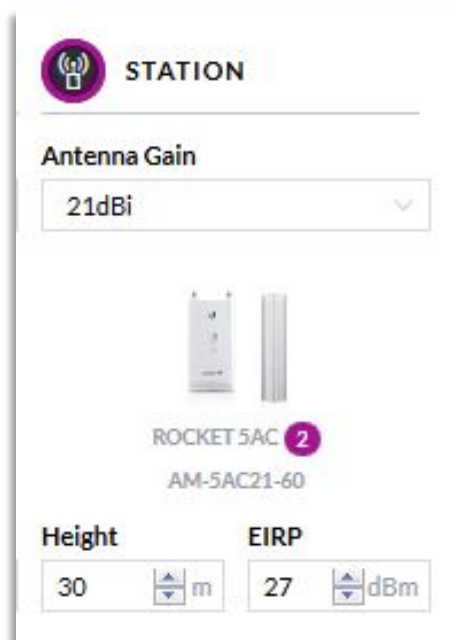 STATION
Antenna Gain
21dBi
ROCKET 5AC 2
AM-5AC21-60
Height EIRP
30 m 27 dBm